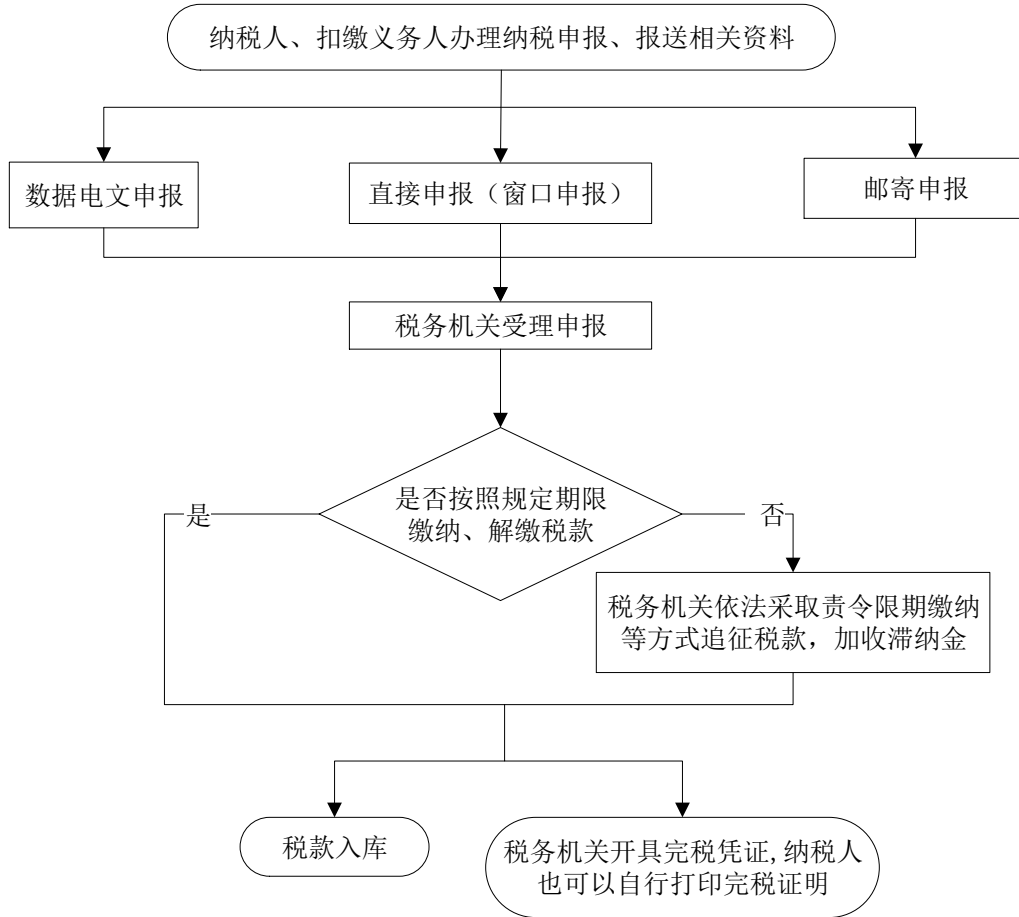 纳税人、扣缴义务人办理纳税申报、报送相关资料
数据电文申报
直接申报（窗口申报）
邮寄申报
税务机关受理申报
是否按照规定期限
缴纳、解缴税款
是
否
税务机关依法采取责令限期缴纳
等方式追征税款，加收滞纳金
税款入库
税务机关开具完税凭证,纳税人
也可以自行打印完税证明